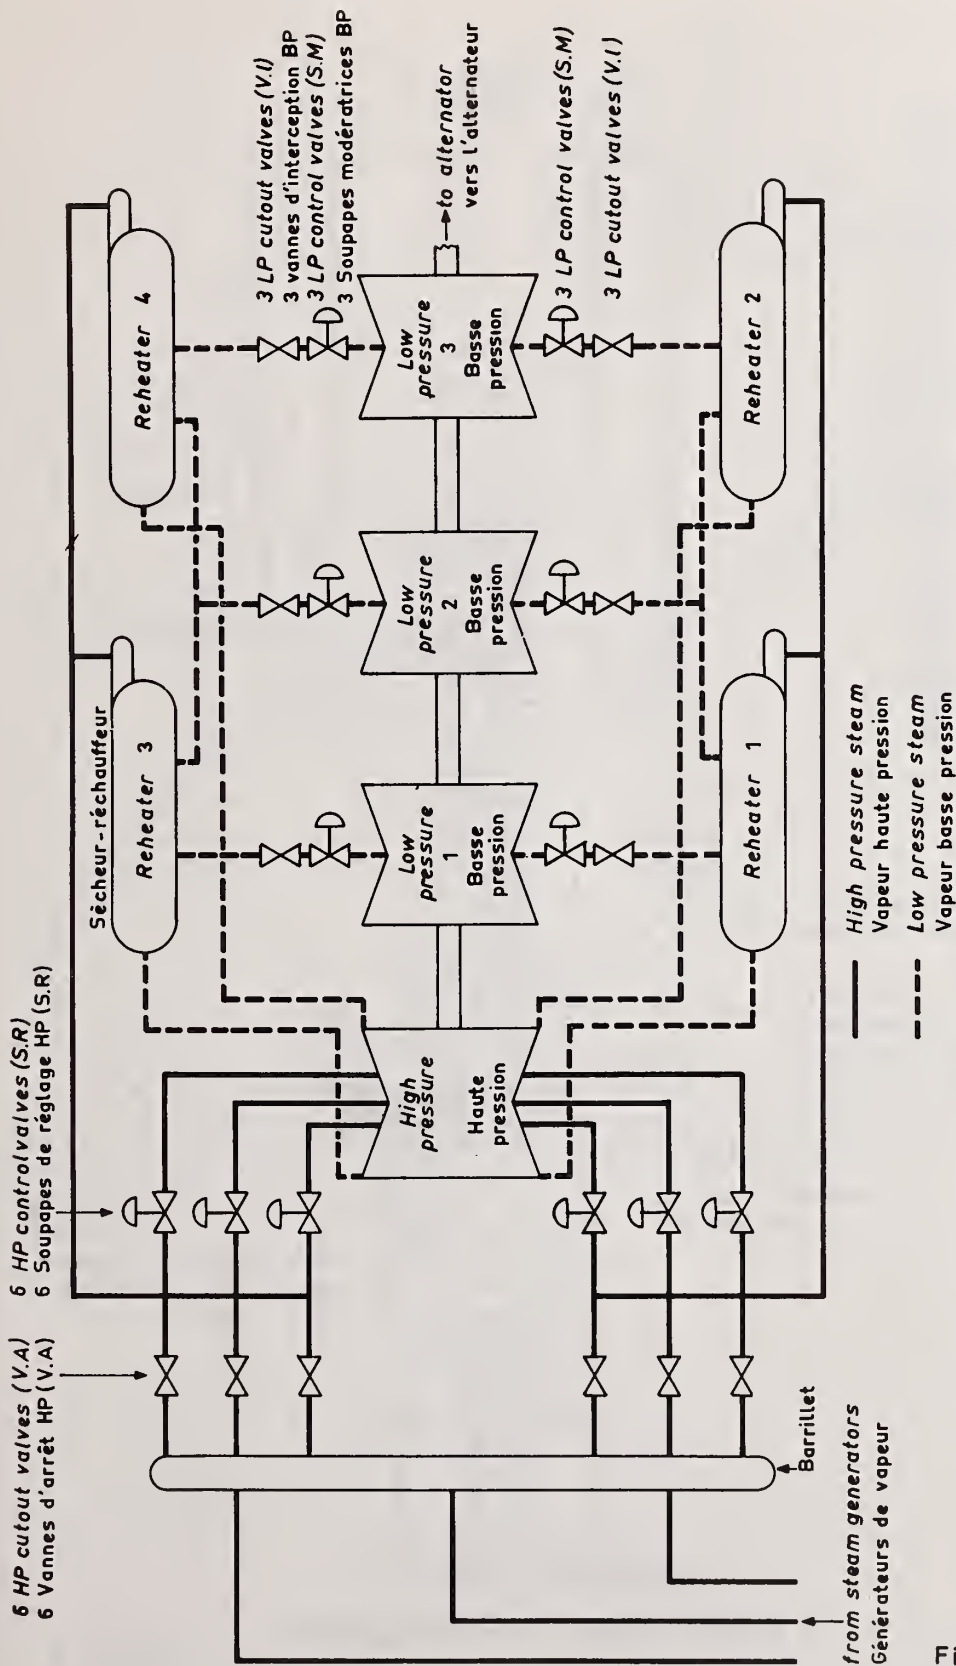 6 HP cutout valves (V.A)
6 Vannes d'arrêt HP (V.A)
6 HP control valves (S.R)
6 Soupapes de réglage HP (S.R)
Sécheur-réchauffeur
Reheater 3
Reheater 4
3 LP cutout valves (V.I)
3 vannes d'interception BP
3 LP control valves (S.M)
3 Soupapes modératrices BP
High
pressure
Haute
pression
Low
pressure
1
Basse
pression
Low
pressure
2
Basse
pression
Low
pressure
3
Basse
pression
to alternator
vers l'alternateur
3 LP control valves (S.M)
3 LP cutout valves (V.I)
Reheater 1
Reheater 2
Barrillet
from steam generators
Générateurs de vapeur
High pressure steam
Vapeur haute pression
Low pressure steam
Vapeur basse pression